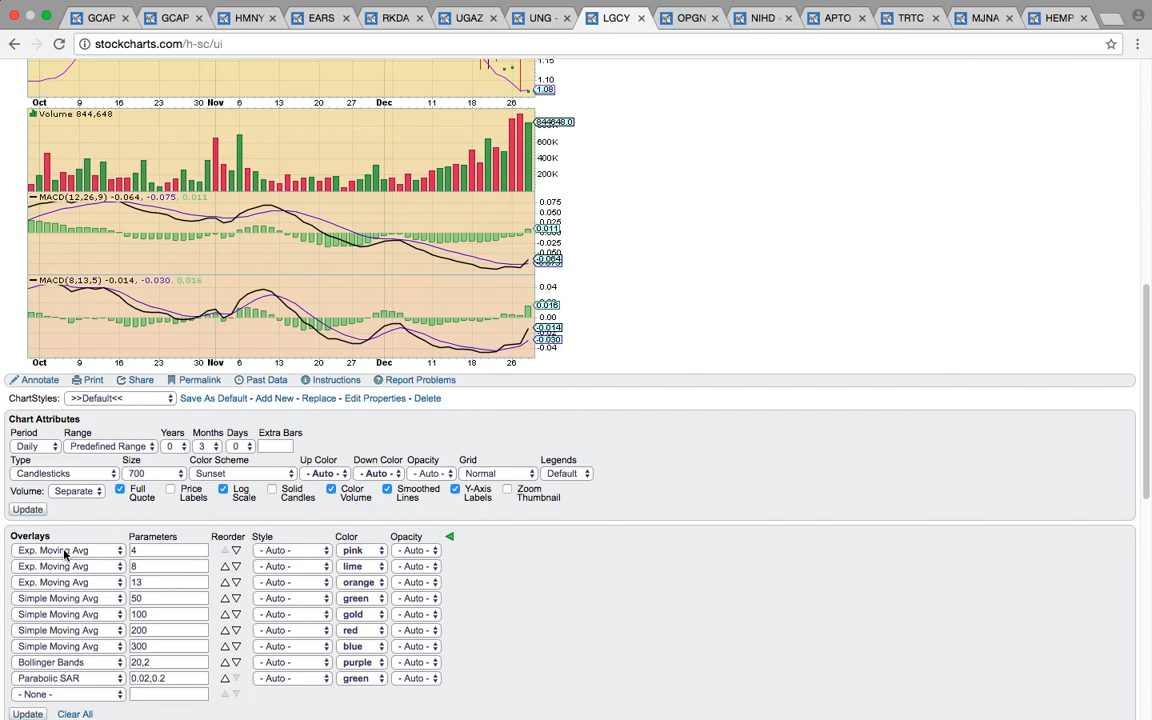 GCAP GCAP HMNY EARS RKDA UGAZ UNG - LGCY OPGN NIHD - APTO TRTC MJNA HEMP
stockcharts.com/h-sc/ui
1.15
1.10
1.08
Oct 9 16 23 30 Nov 6 13 20 27 Dec 11 18 26
Volume 844,648
844648.0
600K
400K
200K
MACD(12,26,9) -0.064, -0.075, 0.011
0.075
0.050
0.025
0.011
0.000
-0.025
-0.064
MACD(8,13,5) -0.014, -0.030, 0.016
0.04
0.016
0.00
-0.014
-0.030
-0.04
Oct 9 16 23 30 Nov 6 13 20 27 Dec 11 18 26
Annotate Print Share Permalink Past Data Instructions Report Problems
ChartStyles: >>Default<< Save As Default - Add New - Replace - Edit Properties - Delete
Chart Attributes
Period Range Years Months Days Extra Bars
Daily Predefined Range 0 3 0
Type Size Color Scheme Up Color Down Color Opacity Grid Legends
Candlesticks 700 Sunset - Auto - - Auto - - Auto - Normal Default
Volume: Separate Full Quote Price Labels Log Scale Solid Candles Color Volume Smoothed Lines Y-Axis Labels Zoom Thumbnail
Update
Overlays Parameters Reorder Style Color Opacity
Exp. Moving Avg 4 - Auto - pink - Auto -
Exp. Moving Avg 8 - Auto - lime - Auto -
Exp. Moving Avg 13 - Auto - orange - Auto -
Simple Moving Avg 50 - Auto - green - Auto -
Simple Moving Avg 100 - Auto - gold - Auto -
Simple Moving Avg 200 - Auto - red - Auto -
Simple Moving Avg 300 - Auto - blue - Auto -
Bollinger Bands 20,2 - Auto - purple - Auto -
Parabolic SAR 0.02,0.2 - Auto - green - Auto -
- None -
Update Clear All